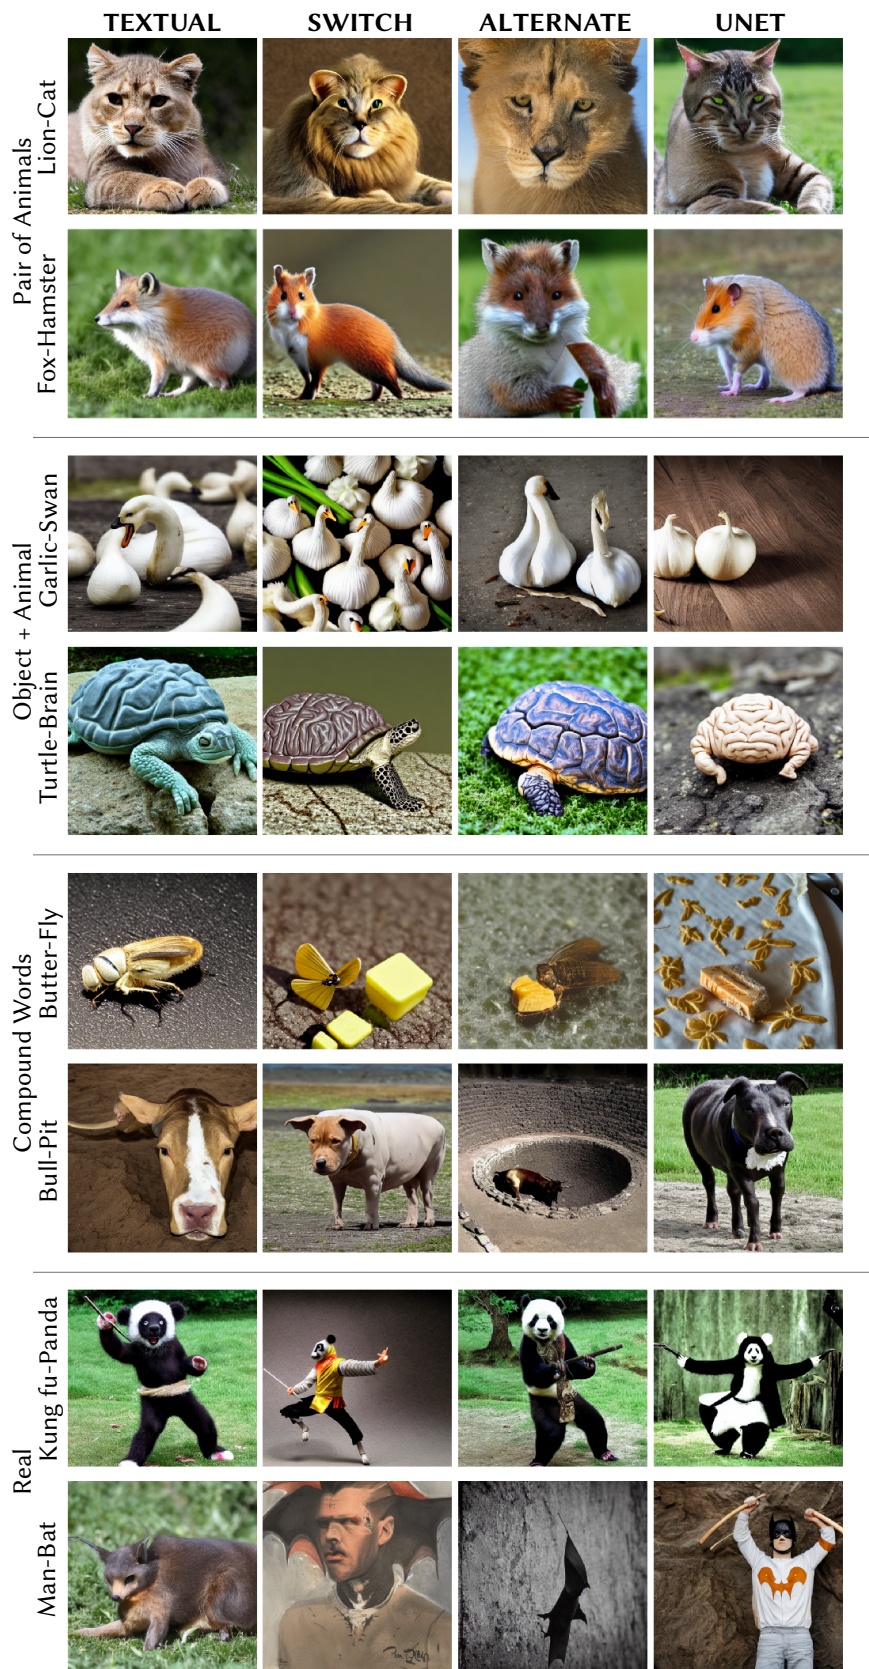 TEXTUAL SWITCH ALTERNATE UNET
Pair of Animals
Lion-Cat
Fox-Hamster
Object + Animal
Garlic-Swan
Turtle-Brain
Compound Words
Butter-Fly
Bull-Pit
Real
Kung fu-Panda
Man-Bat